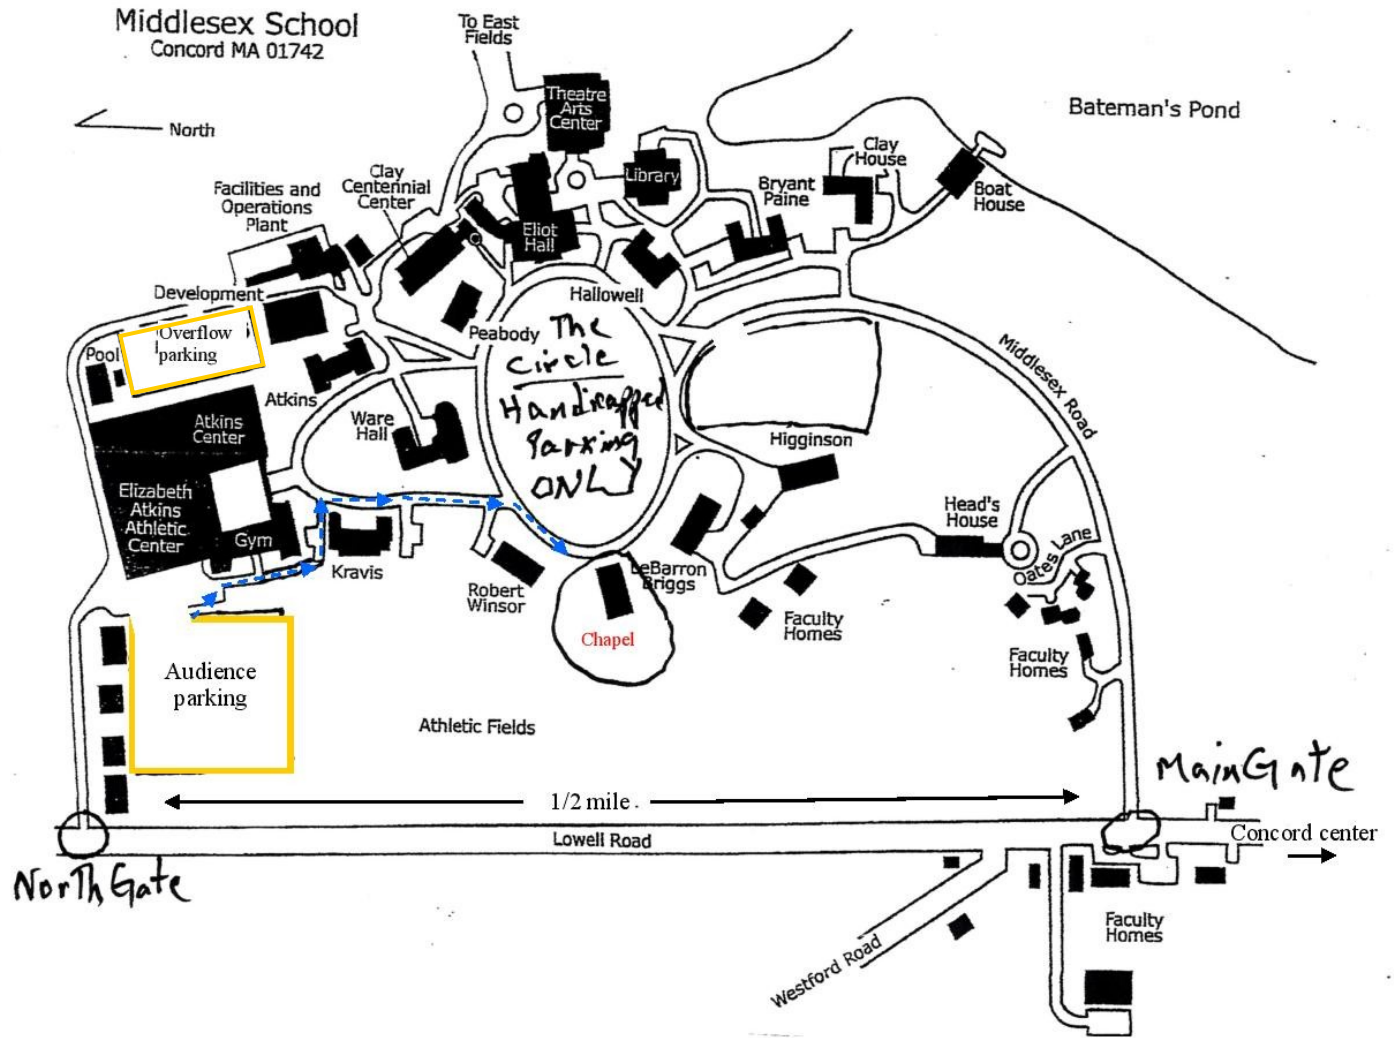 Middlesex School
Concord MA 01742
To East
Fields
North
Theatre
Arts
Center
Bateman's Pond
Clay
House
Clay
Centennial
Center
Library
Bryant
Paine
Boat
House
Facilities and
Operations
Plant
Eliot
Hall
Development
Hallowell
Overflow
parking
Pool
Peabody
The
Circle
Handicapped
Parking
ONLY
Middlesex Road
Atkins
Atkins
Center
Ware
Hall
Higginson
Elizabeth
Atkins
Athletic
Center
Gym
Head's
House
Oates Lane
Kravis
Robert
Winsor
LeBarron
Briggs
Faculty
Homes
Chapel
Faculty
Homes
Audience
parking
Athletic Fields
Main Gate
1/2 mile
Lowell Road
Concord center
North Gate
Faculty
Homes
Westford Road